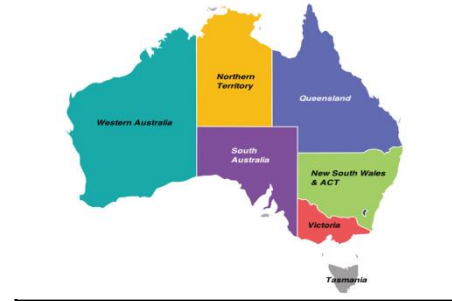 Northern
Territory
Queensland
Western Australia
South
Australia
New South Wales
& ACT
Victoria
Tasmania